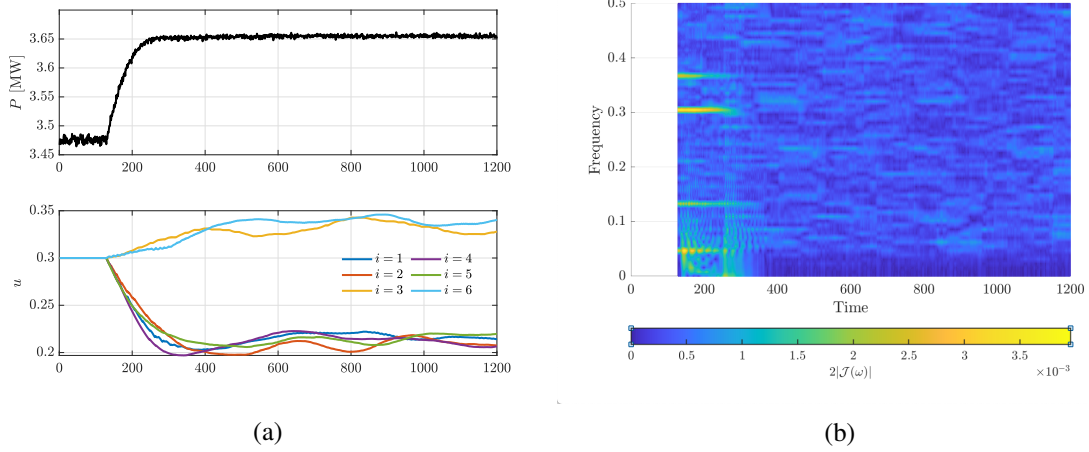 3.65
3.6
3.55
3.5
3.45
P [MW]
0 200 400 600 800 1000 1200
0.35
0.3
0.25
0.2
u
i = 1 i = 4
i = 2 i = 5
i = 3 i = 6
0 200 400 600 800 1000 1200
(a)
0.5
0.4
0.3
0.2
0.1
0
Frequency
0 200 400 600 800 1000 1200
Time
0 0.5 1 1.5 2 2.5 3 3.5
×10⁻³
2|𝒥(ω)|
(b)